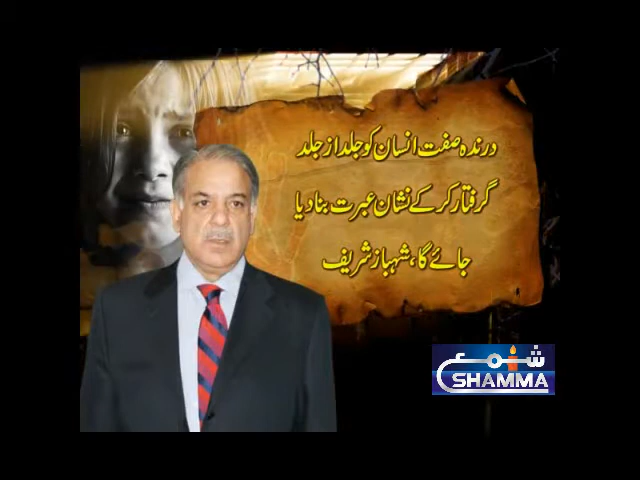 درندہ صفت انسان کو جلد از جلد
گرفتار کر کے نشان عبرت بنا دیا
جائے گا، شہباز شریف
شمع
SHAMMA